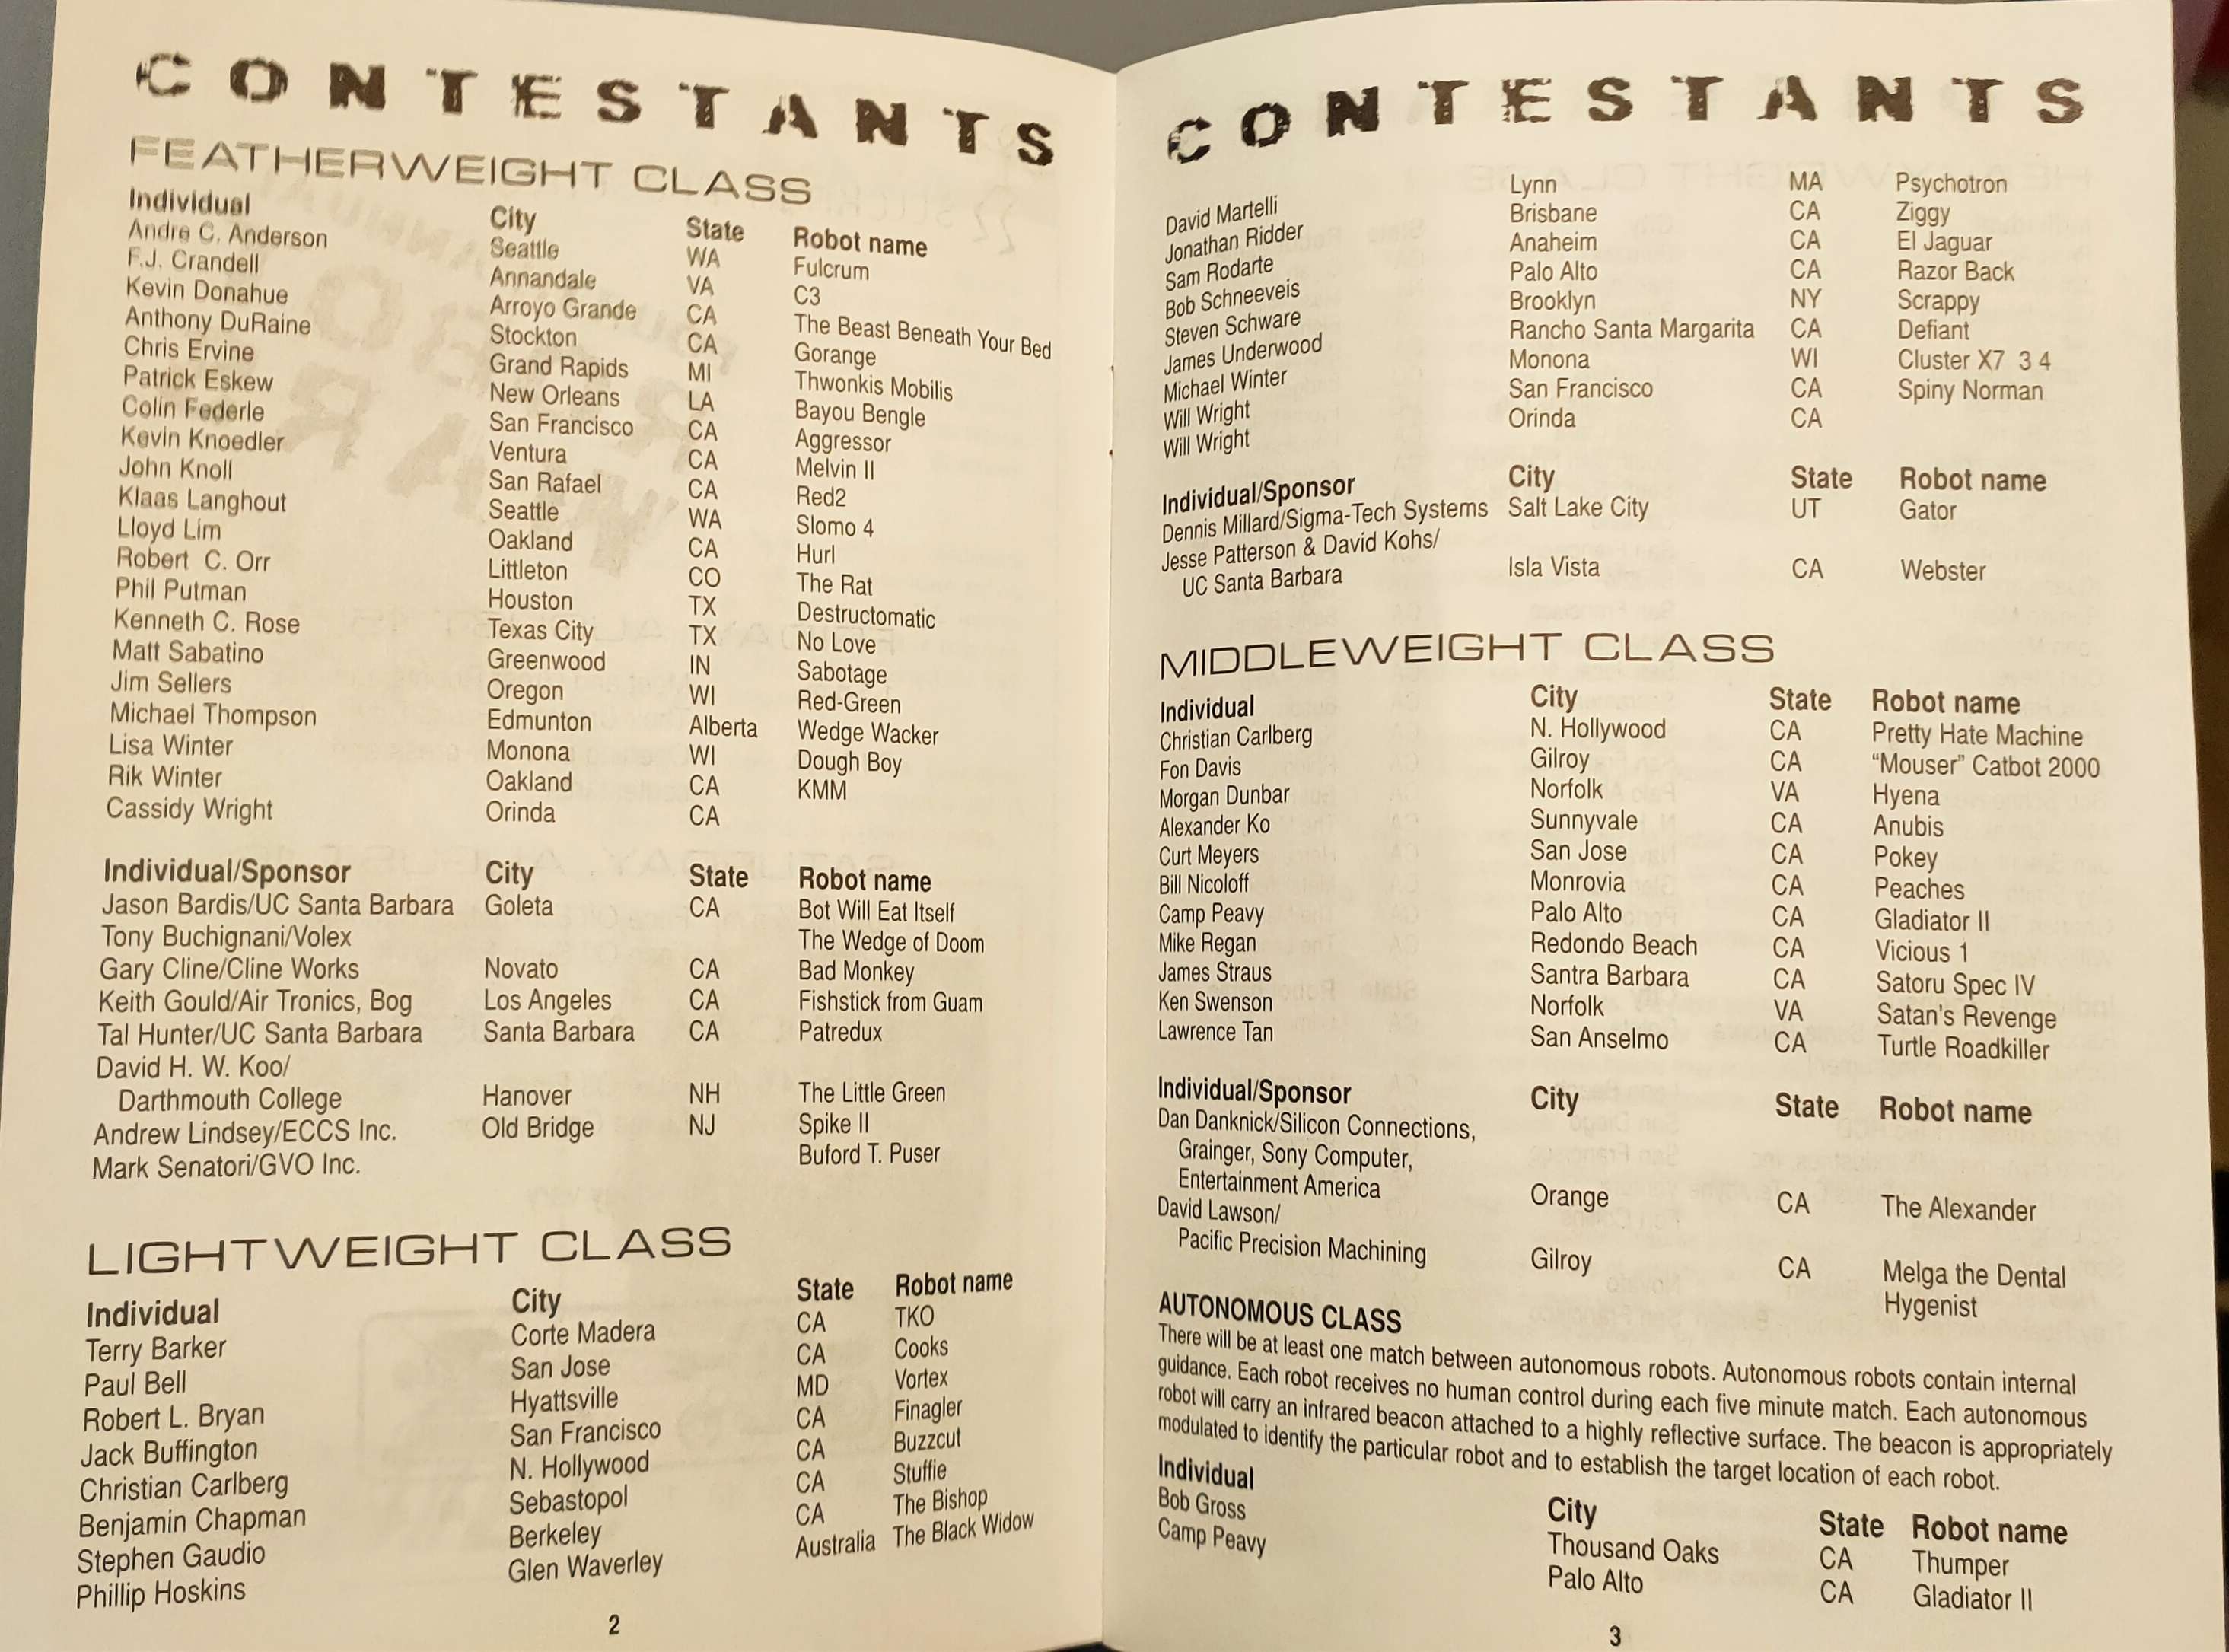 CONTESTANTS
FEATHERWEIGHT CLASS
Individual City State Robot name
Andre C. Anderson Seattle WA Fulcrum
F.J. Crandell Annandale VA C3
Kevin Donahue Arroyo Grande CA The Beast Beneath Your Bed
Anthony DuRaine Stockton CA Gorange
Chris Ervine Grand Rapids MI Thwonkis Mobilis
Patrick Eskew New Orleans LA Bayou Bengle
Colin Federle San Francisco CA Aggressor
Kevin Knoedler Ventura CA Melvin II
John Knoll San Rafael CA Red2
Klaas Langhout Seattle WA Slomo 4
Lloyd Lim Oakland CA Hurl
Robert C. Orr Littleton CO The Rat
Phil Putman Houston TX Destructomatic
Kenneth C. Rose Texas City TX No Love
Matt Sabatino Greenwood IN Sabotage
Jim Sellers Oregon WI Red-Green
Michael Thompson Edmunton Alberta Wedge Wacker
Lisa Winter Monona WI Dough Boy
Rik Winter Oakland CA KMM
Cassidy Wright Orinda CA
Individual/Sponsor City State Robot name
Jason Bardis/UC Santa Barbara Goleta CA Bot Will Eat Itself
Tony Buchignani/Volex The Wedge of Doom
Gary Cline/Cline Works Novato CA Bad Monkey
Keith Gould/Air Tronics, Bog Los Angeles CA Fishstick from Guam
Tal Hunter/UC Santa Barbara Santa Barbara CA Patredux
David H. W. Koo/
Darthmouth College Hanover NH The Little Green
Andrew Lindsey/ECCS Inc. Old Bridge NJ Spike II
Mark Senatori/GVO Inc. Buford T. Puser
LIGHTWEIGHT CLASS
Individual City State Robot name
Terry Barker Corte Madera CA TKO
Paul Bell San Jose CA Cooks
Robert L. Bryan Hyattsville MD Vortex
Jack Buffington San Francisco CA Finagler
Christian Carlberg N. Hollywood CA Buzzcut
Benjamin Chapman Sebastopol CA Stuffie
Stephen Gaudio Berkeley CA The Bishop
Phillip Hoskins Glen Waverley Australia The Black Widow
2
CONTESTANTS
David Martelli Lynn MA Psychotron
Jonathan Ridder Brisbane CA Ziggy
Sam Rodarte Anaheim CA El Jaguar
Bob Schneeveis Palo Alto CA Razor Back
Steven Schware Brooklyn NY Scrappy
James Underwood Rancho Santa Margarita CA Defiant
Michael Winter Monona WI Cluster X7 3 4
Will Wright San Francisco CA Spiny Norman
Will Wright Orinda CA
Individual/Sponsor City State Robot name
Dennis Millard/Sigma-Tech Systems Salt Lake City UT Gator
Jesse Patterson & David Kohs/
UC Santa Barbara Isla Vista CA Webster
MIDDLEWEIGHT CLASS
Individual City State Robot name
Christian Carlberg N. Hollywood CA Pretty Hate Machine
Fon Davis Gilroy CA “Mouser” Catbot 2000
Morgan Dunbar Norfolk VA Hyena
Alexander Ko Sunnyvale CA Anubis
Curt Meyers San Jose CA Pokey
Bill Nicoloff Monrovia CA Peaches
Camp Peavy Palo Alto CA Gladiator II
Mike Regan Redondo Beach CA Vicious 1
James Straus Santra Barbara CA Satoru Spec IV
Ken Swenson Norfolk VA Satan's Revenge
Lawrence Tan San Anselmo CA Turtle Roadkiller
Individual/Sponsor City State Robot name
Dan Danknick/Silicon Connections,
Grainger, Sony Computer,
Entertainment America Orange CA The Alexander
David Lawson/
Pacific Precision Machining Gilroy CA Melga the Dental
Hygenist
AUTONOMOUS CLASS
There will be at least one match between autonomous robots. Autonomous robots contain internal
guidance. Each robot receives no human control during each five minute match. Each autonomous
robot will carry an infrared beacon attached to a highly reflective surface. The beacon is appropriately
modulated to identify the particular robot and to establish the target location of each robot.
Individual City State Robot name
Bob Gross Thousand Oaks CA Thumper
Camp Peavy Palo Alto CA Gladiator II
3